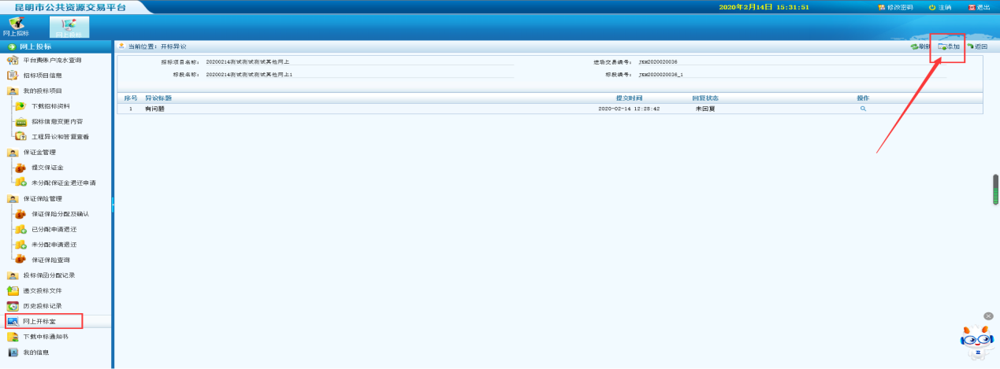 昆明市公共资源交易平台
2020年2月14日 15:31:51
修改密码 注销 退出
网上招标 网上投标
网上投标
平台费账户流水查询
招标项目信息
我的投标项目
下载招标资料
招标信息变更内容
工程异议和答复查看
保证金管理
提交保证金
未分配保证金退还申请
保证保险管理
保证保险分配及确认
已分配申请退还
未分配申请退还
保证保险查询
投标保函分配记录
递交投标文件
历史投标记录
网上开标室
下载中标通知书
我的信息
当前位置：开标异议
刷新 添加 返回
招标项目名称： 20200214测试测试测试其他网上 进场交易编号： JKM2020020036
标段名称： 20200214测试测试测试其他网上1 标段编号： JKM2020020036_1
序号 异议标题 提交时间 回复状态 操作
1 有问题 2020-02-14 12:28:42 未回复